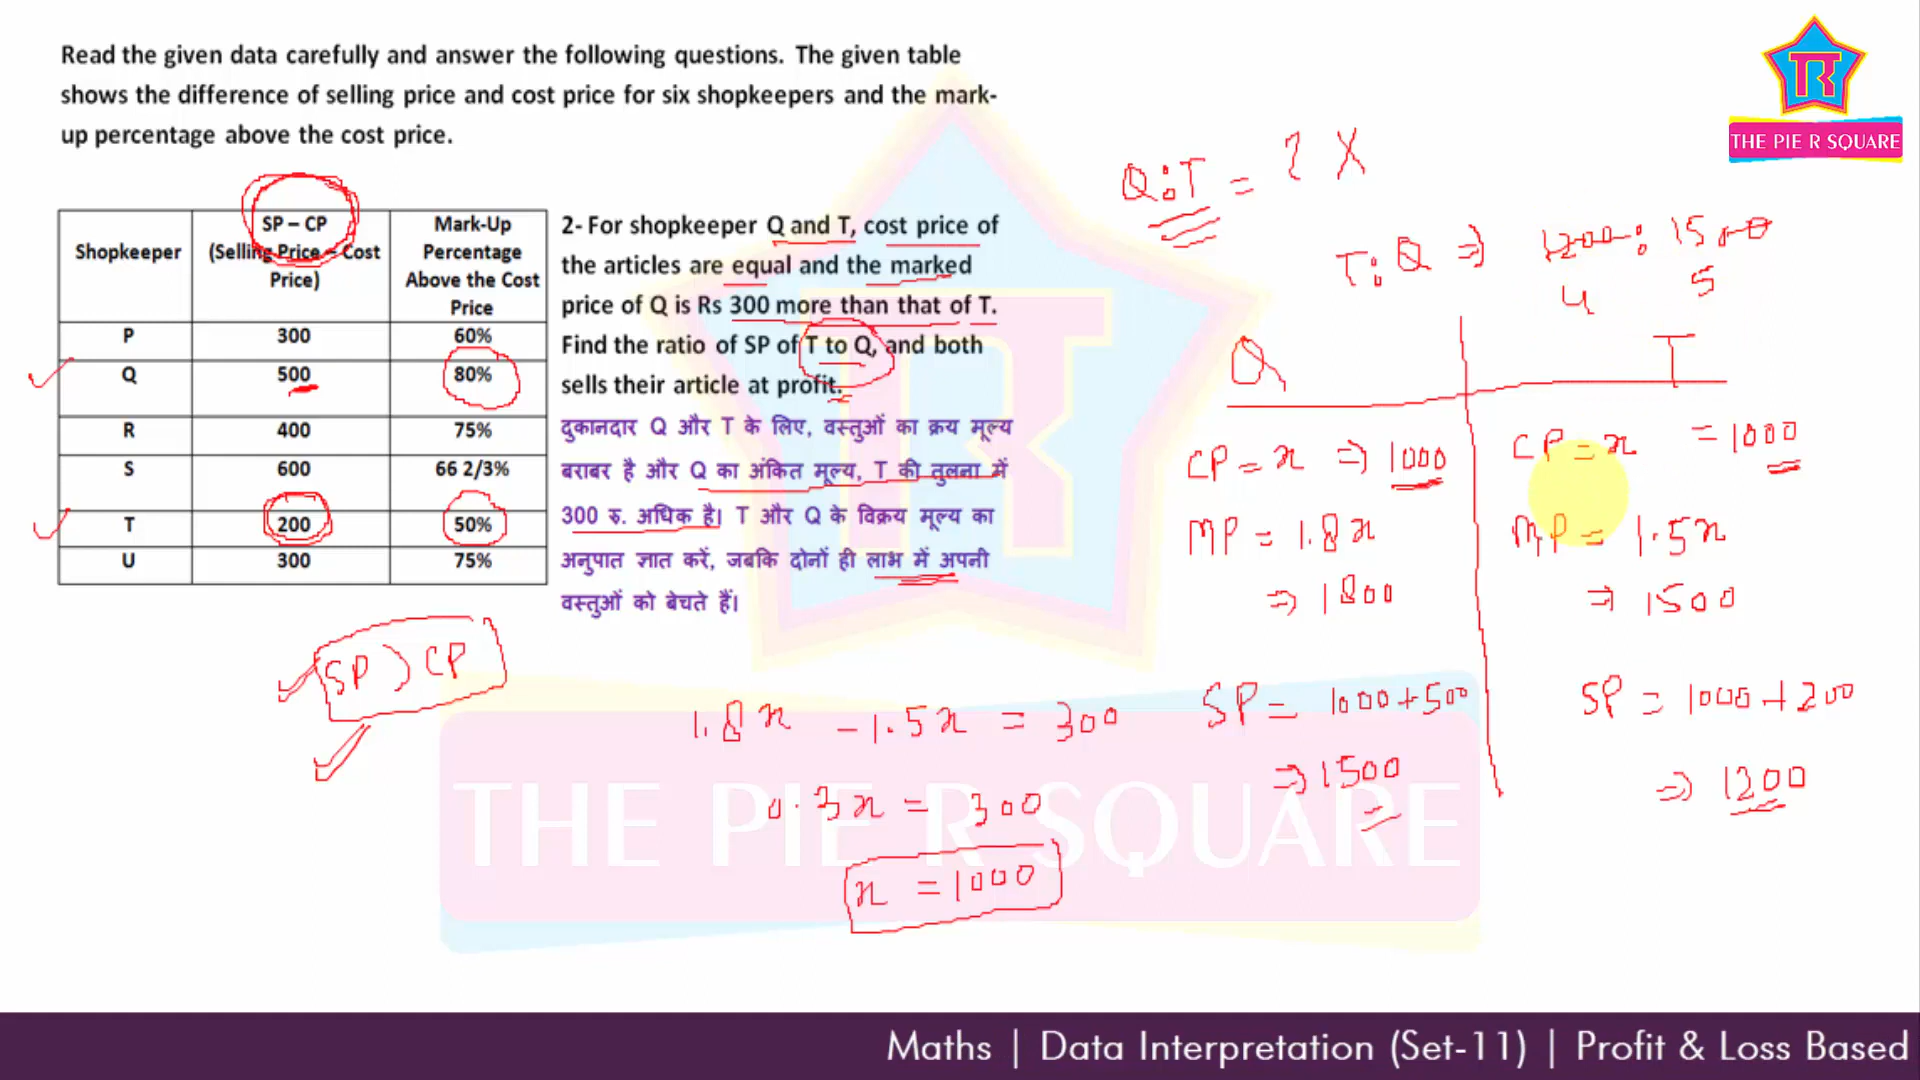 Read the given data carefully and answer the following questions. The given table
shows the difference of selling price and cost price for six shopkeepers and the mark-
up percentage above the cost price.
THE PIE R SQUARE
Shopkeeper
SP – CP
(Selling Price – Cost
Price)
Mark-Up
Percentage
Above the Cost
Price
P 300 60%
Q 500 80%
R 400 75%
S 600 66 2/3%
T 200 50%
U 300 75%
2- For shopkeeper Q and T, cost price of
the articles are equal and the marked
price of Q is Rs 300 more than that of T.
Find the ratio of SP of T to Q, and both
sells their article at profit.
दुकानदार Q और T के लिए, वस्तुओं का क्रय मूल्य
बराबर है और Q का अंकित मूल्य, T की तुलना में
300 रु. अधिक है। T और Q के विक्रय मूल्य का
अनुपात ज्ञात करें, जबकि दोनों ही लाभ में अपनी
वस्तुओं को बेचते हैं।
Q:T = ? X
T:Q ⇒ 1200 : 1500
4 5
Q T
CP = x ⇒ 1000
MP = 1.8x
⇒ 1800
SP = 1000+500
⇒ 1500
CP = x = 1000
MP = 1.5x
⇒ 1500
SP = 1000+200
⇒ 1200
SP > CP
1.8x – 1.5x = 300
0.3x = 300
x = 1000
THE PIE R SQUARE
Maths | Data Interpretation (Set-11) | Profit & Loss Based